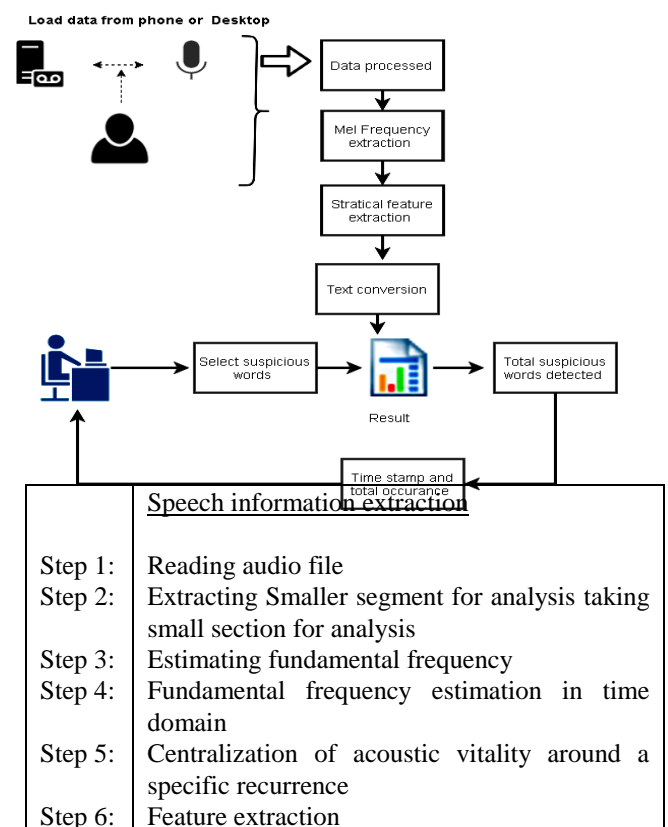 Load data from phone or Desktop
Data processed
Mel Frequency
extraction
Stratical feature
extraction
Text conversion
Select suspicious
words
Result
Total suspicious
words detected
Time stamp and
total occurance
Speech information extraction
Step 1: Reading audio file
Step 2: Extracting Smaller segment for analysis taking
small section for analysis
Step 3: Estimating fundamental frequency
Step 4: Fundamental frequency estimation in time
domain
Step 5: Centralization of acoustic vitality around a
specific recurrence
Step 6: Feature extraction